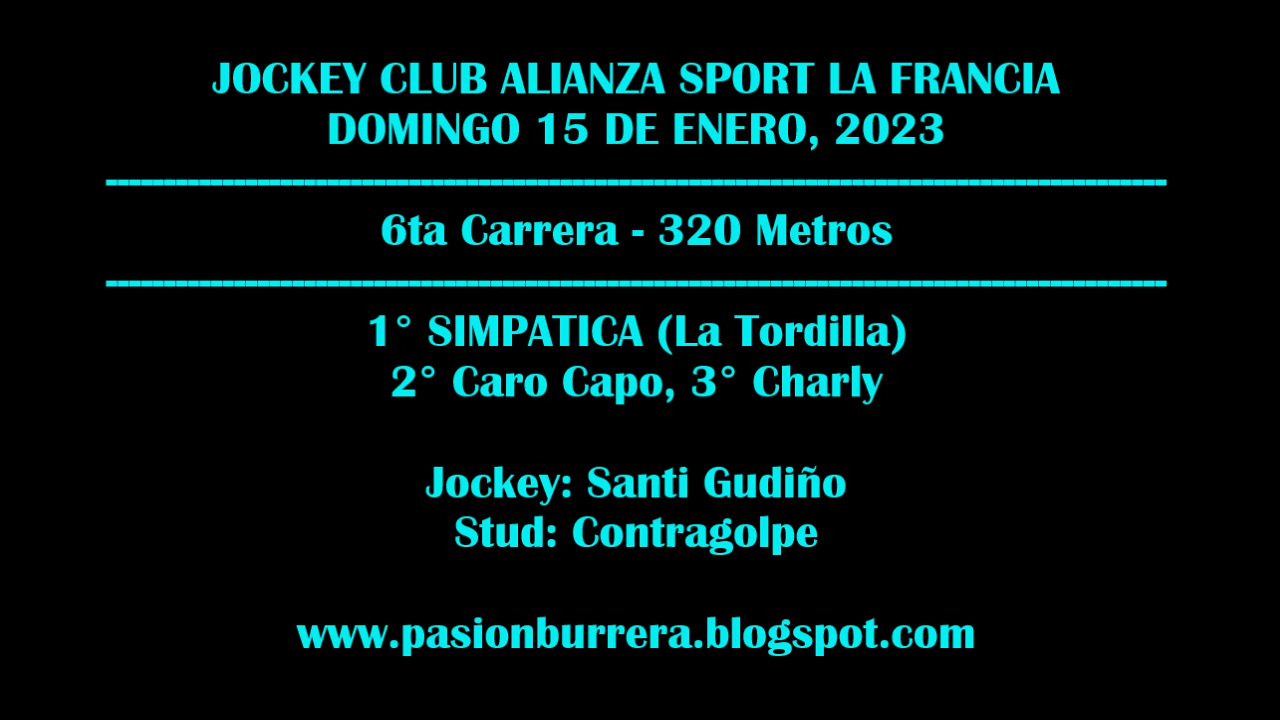 JOCKEY CLUB ALIANZA SPORT LA FRANCIA
DOMINGO 15 DE ENERO, 2023
6ta Carrera - 320 Metros
1° SIMPATICA (La Tordilla)
2° Caro Capo, 3° Charly
Jockey: Santi Gudiño
Stud: Contragolpe
www.pasionburrera.blogspot.com